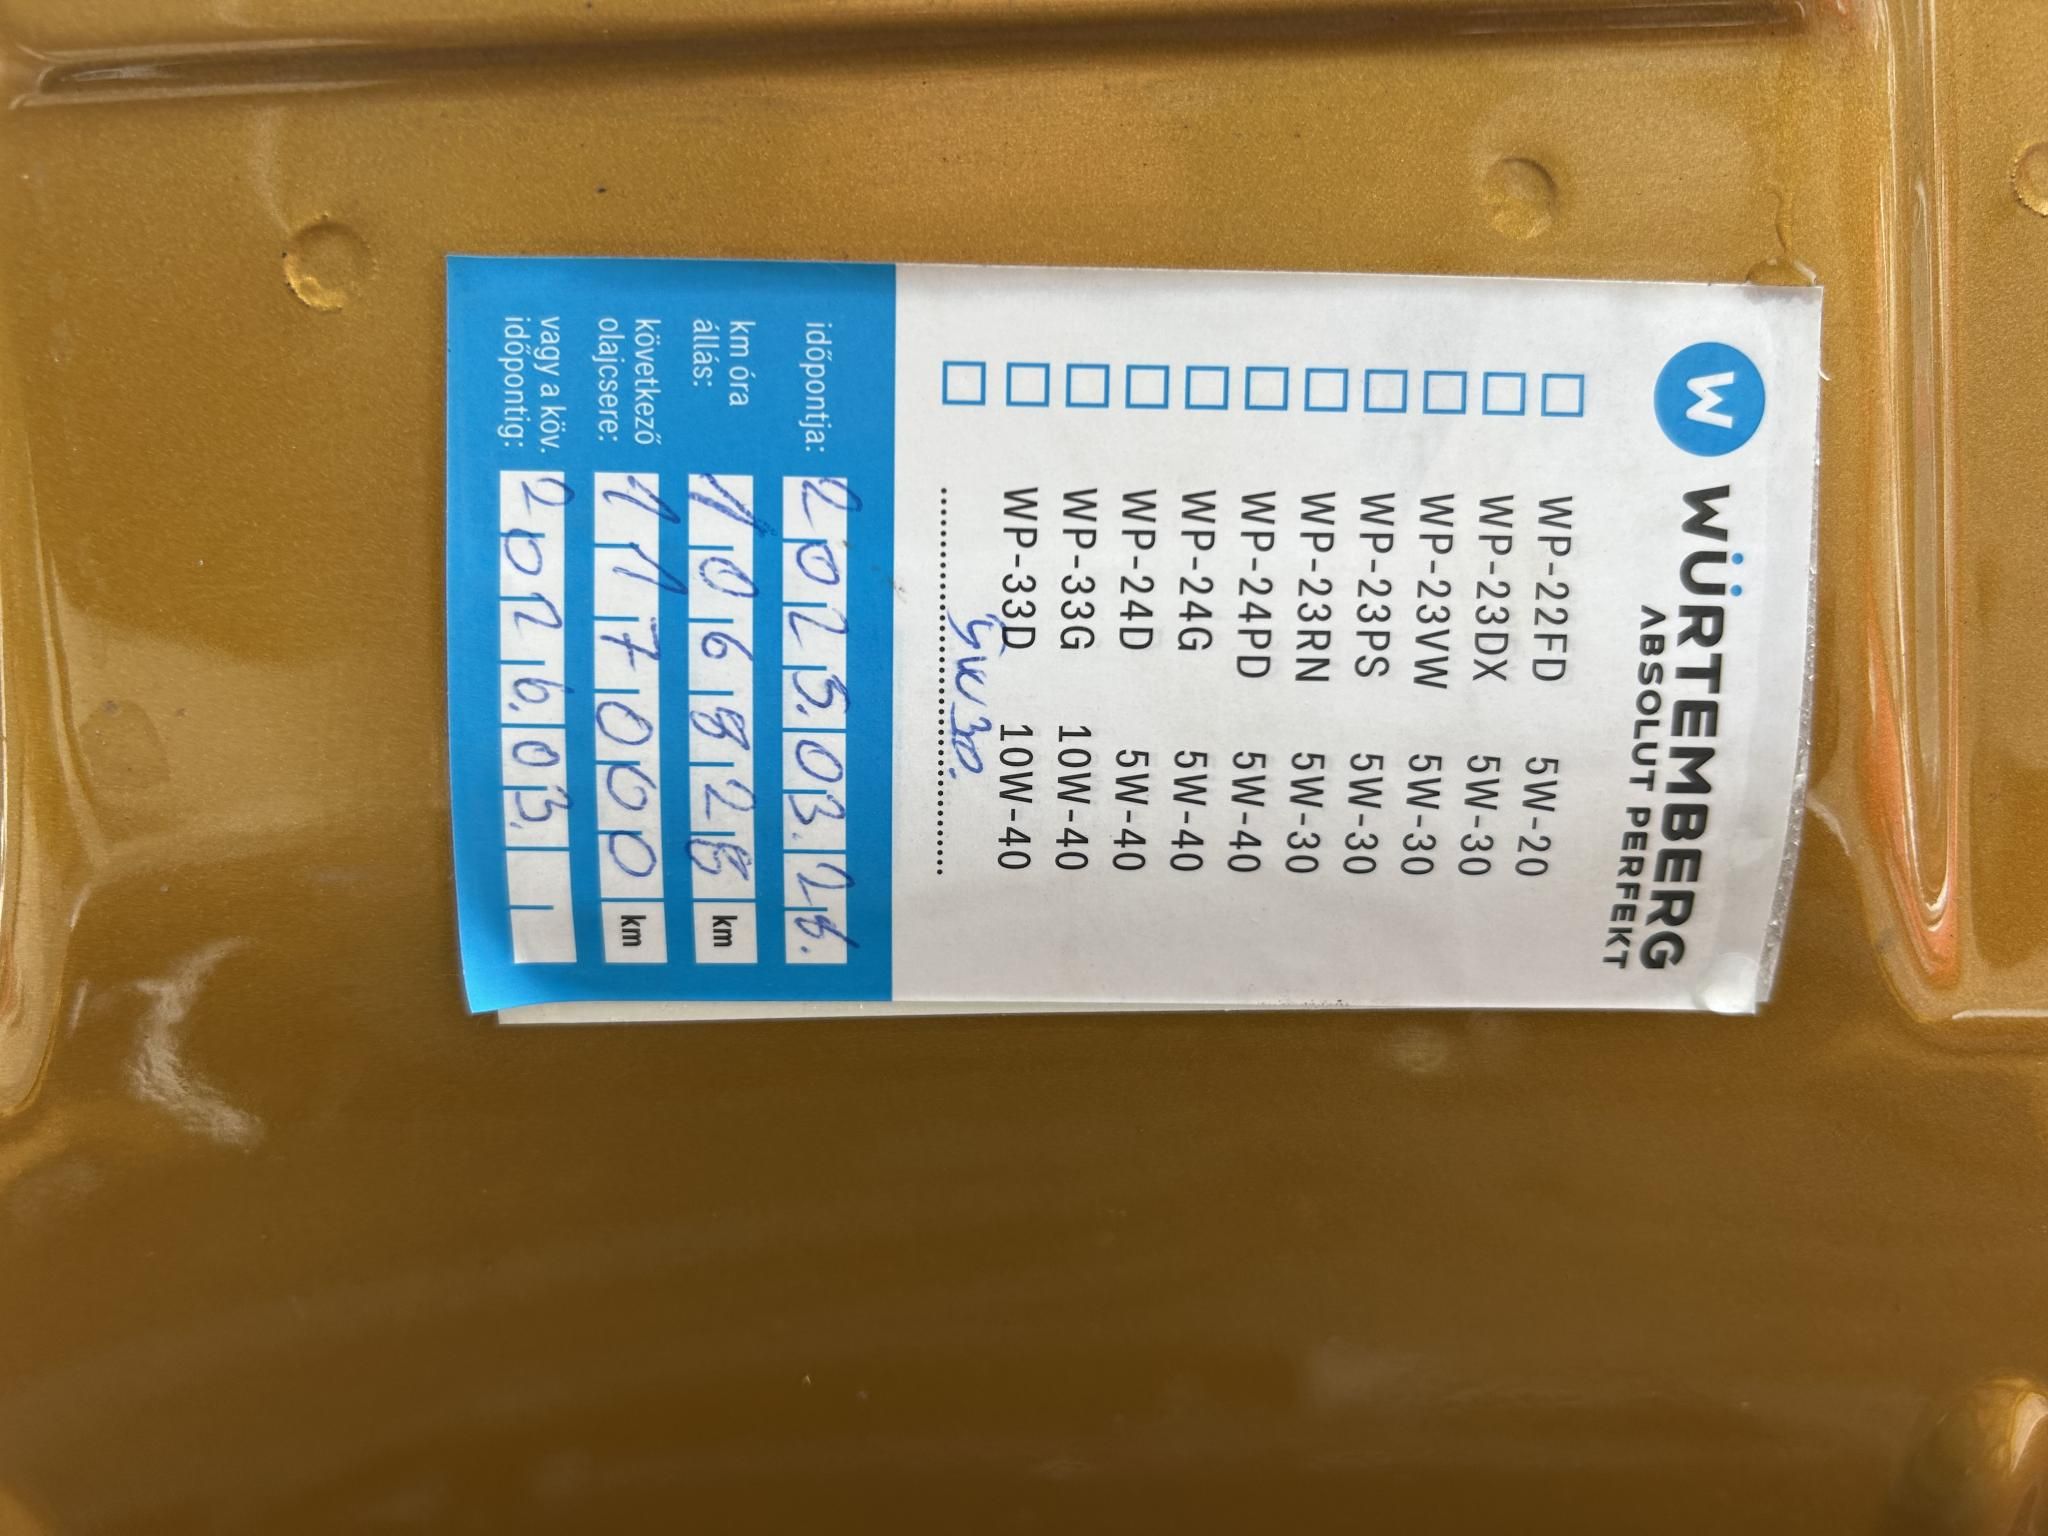 W WÜRTEMBERG
ABSOLUT PERFEKT
WP-22FD 5W-20
WP-23DX 5W-30
WP-23VW 5W-30
WP-23PS 5W-30
WP-23RN 5W-30
WP-24PD 5W-40
WP-24G 5W-40
WP-24D 5W-40
WP-33G 10W-40
WP-33D 10W-40
5W30.
időpontja: 2025.03.26.
km óra
állás: 106828 km
következő
olajcsere: 117000 km
vagy a köv.
időpontig: 2026.03.